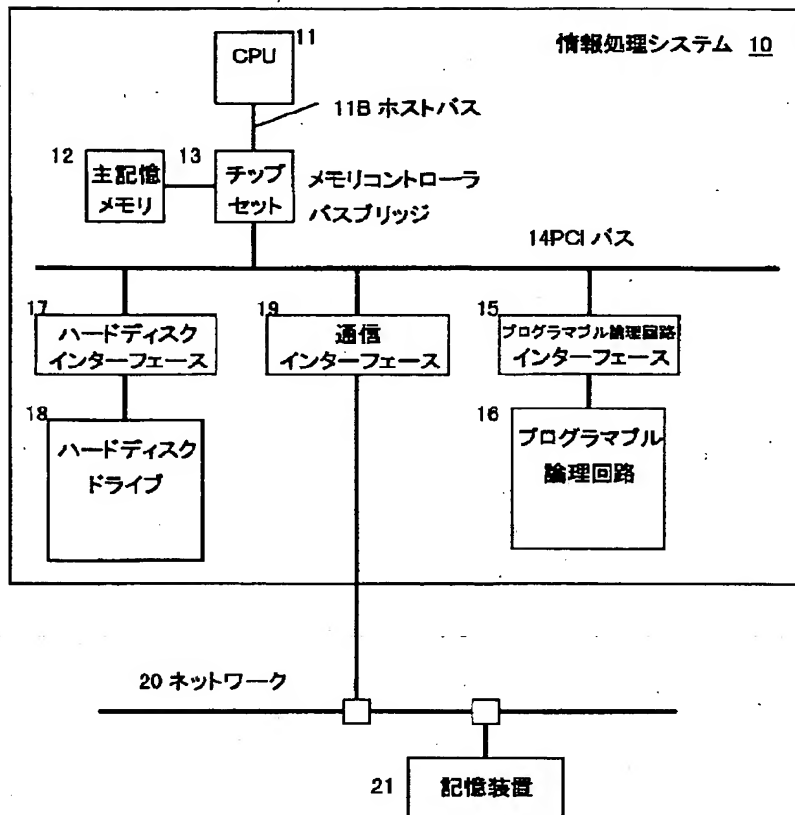 11
CPU
情報処理システム 10
11B ホストバス
12
主記憶
メモリ
13
チップ
セット
メモリコントローラ
バスブリッジ
14PCI バス
17
ハードディスク
インターフェース
19
通信
インターフェース
15
プログラマブル論理回路
インターフェース
18
ハードディスク
ドライブ
16
プログラマブル
論理回路
20 ネットワーク
21
記憶装置